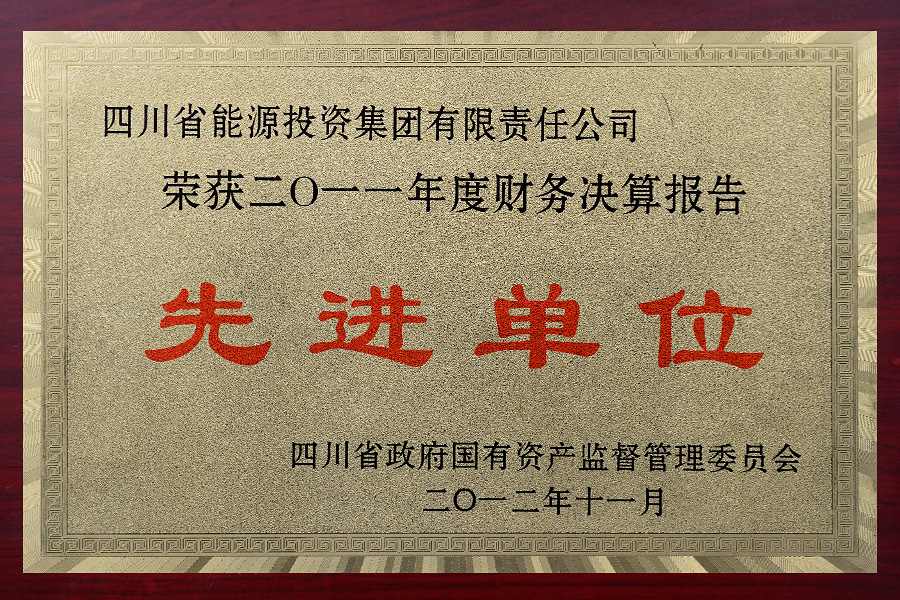 四川省能源投资集团有限责任公司
荣获二〇一一年度财务决算报告
先进单位
四川省政府国有资产监督管理委员会
二〇一二年十一月